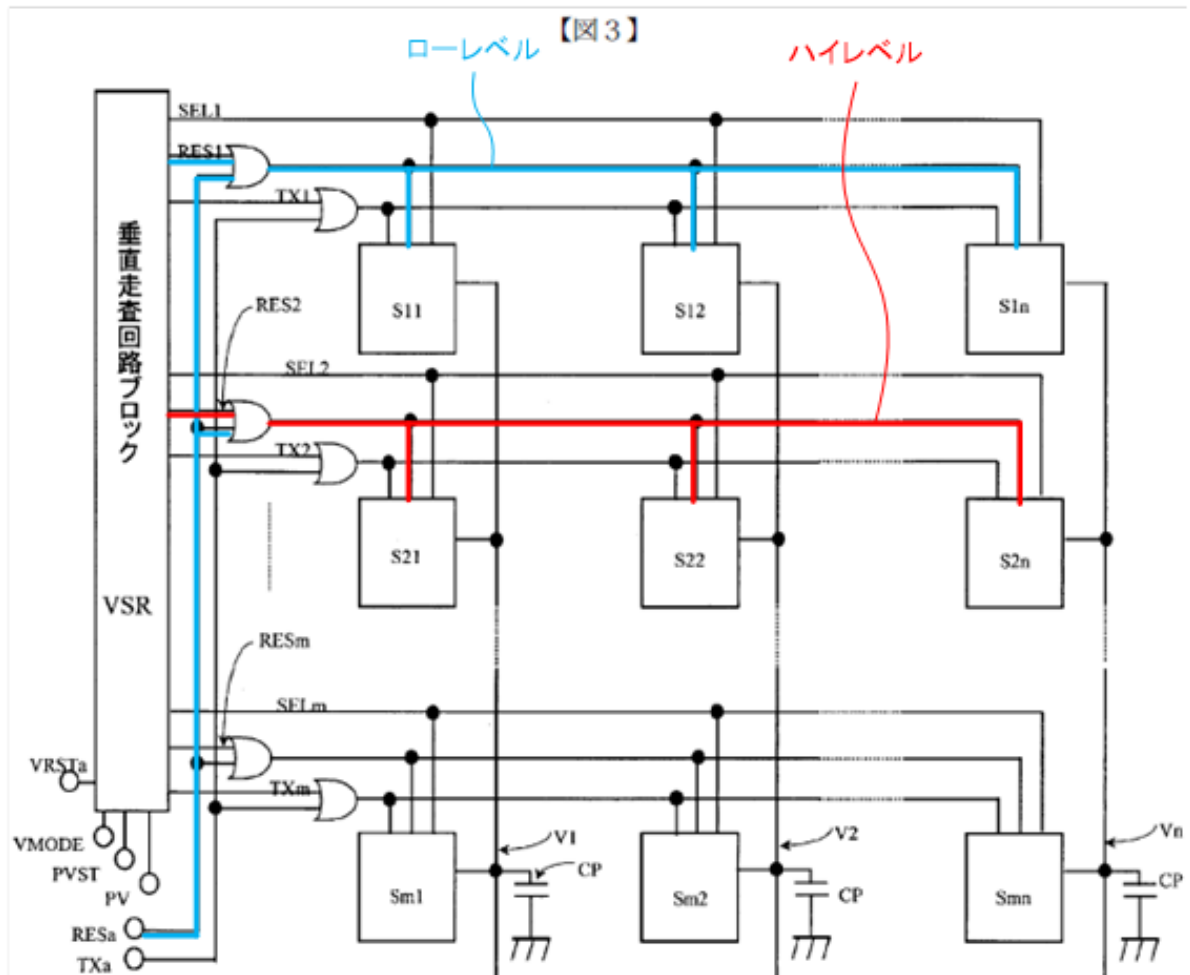 【図3】
ローレベル
ハイレベル
SEL1
RES1
TX1
垂直走査回路ブロック
S11
S12
S1n
RES2
SEL2
TX2
S21
S22
S2n
VSR
RESm
SELm
VRSTa
TXm
VMODE
PVST
PV
V1
V2
Vn
CP
CP
CP
Sm1
Sm2
Smn
RESa
TXa